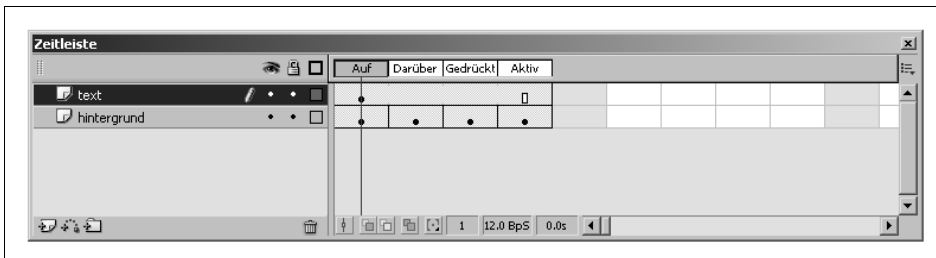 Zeitleiste
Auf Darüber Gedrückt Aktiv
text
hintergrund
1 12.0 BpS 0.0s